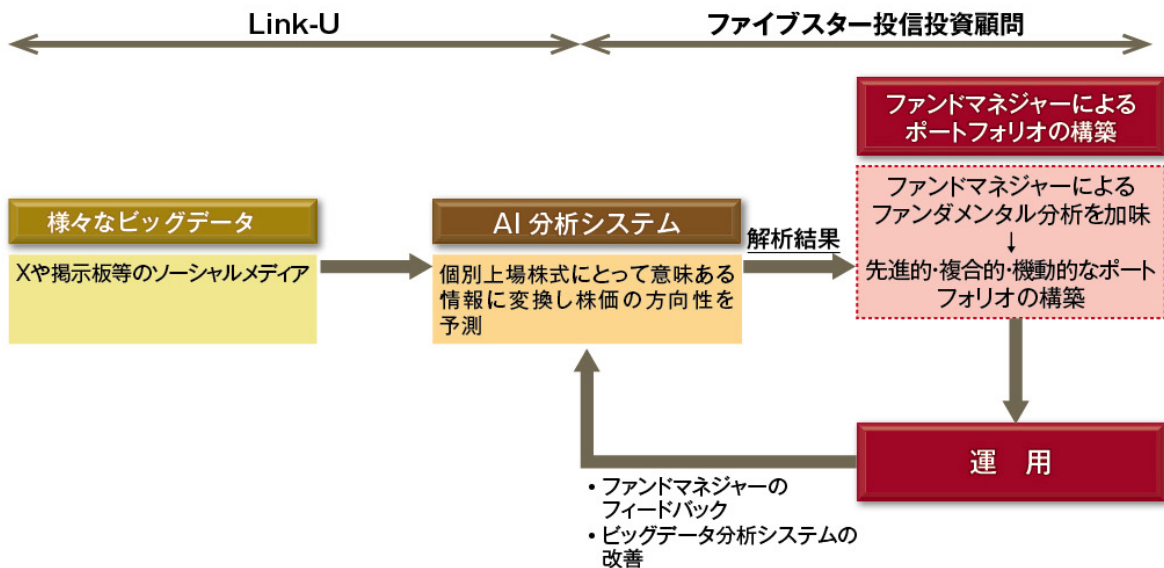 Link-U
ファイブスター投信投資顧問
ファンドマネジャーによる
ポートフォリオの構築
様々なビッグデータ
Xや掲示板等のソーシャルメディア
AI 分析システム
個別上場株式にとって意味ある
情報に変換し株価の方向性を
予測
解析結果
ファンドマネジャーによる
ファンダメンタル分析を加味
↓
先進的・複合的・機動的なポート
フォリオの構築
運 用
・ファンドマネジャーの
フィードバック
・ビッグデータ分析システムの
改善